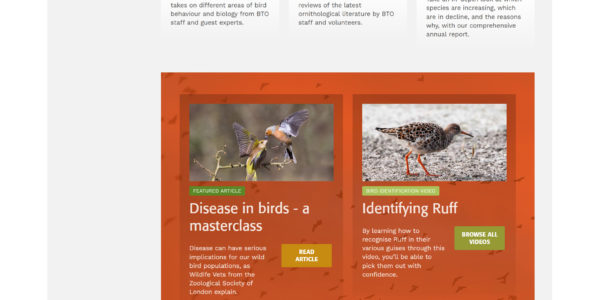 takes on different areas of bird
behaviour and biology from BTO
staff and guest experts.
reviews of the latest
ornithological literature by BTO
staff and volunteers.
species are increasing, which
are in decline, and the reasons
why, with our comprehensive
annual report.
FEATURED ARTICLE
Disease in birds - a
masterclass
Disease can have serious
implications for our wild
bird populations, as
Wildlife Vets from the
Zoological Society of
London explain.
READ
ARTICLE
BIRD IDENTIFICATION VIDEO
Identifying Ruff
By learning how to
recognise Ruff in their
various guises through this
video, you'll be able to
pick them out with
confidence.
BROWSE ALL
VIDEOS